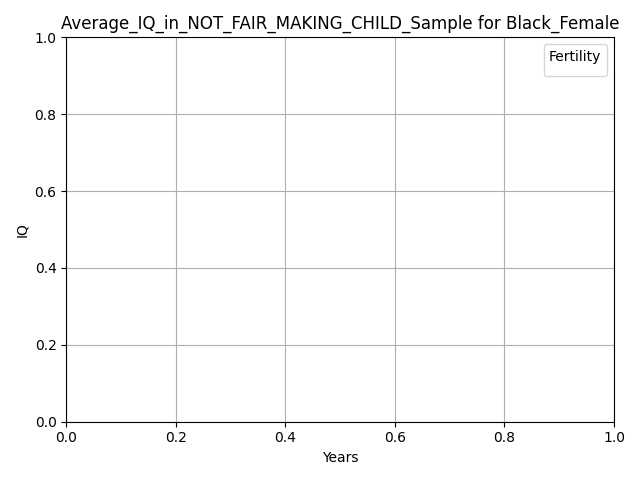 Average_IQ_in_NOT_FAIR_MAKING_CHILD_Sample for Black_Female
Fertility
IQ
1.0
0.8
0.6
0.4
0.2
0.0
0.0 0.2 0.4 0.6 0.8 1.0
Years